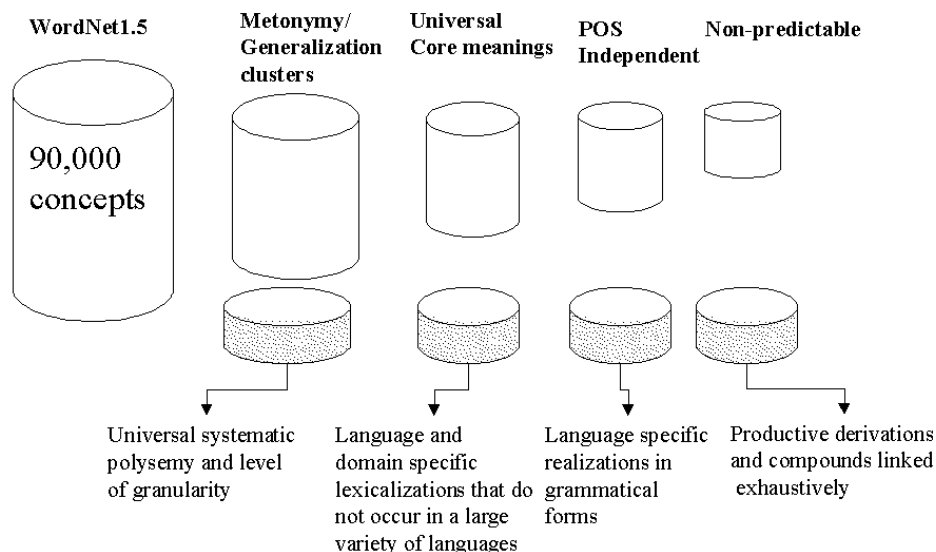 WordNet1.5
Metonymy/
Generalization
clusters
Universal
Core meanings
POS
Independent
Non-predictable
90,000
concepts
Universal systematic
polysemy and level
of granularity
Language and
domain specific
lexicalizations that do
not occur in a large
variety of languages
Language specific
realizations in
grammatical
forms
Productive derivations
and compounds linked
exhaustively